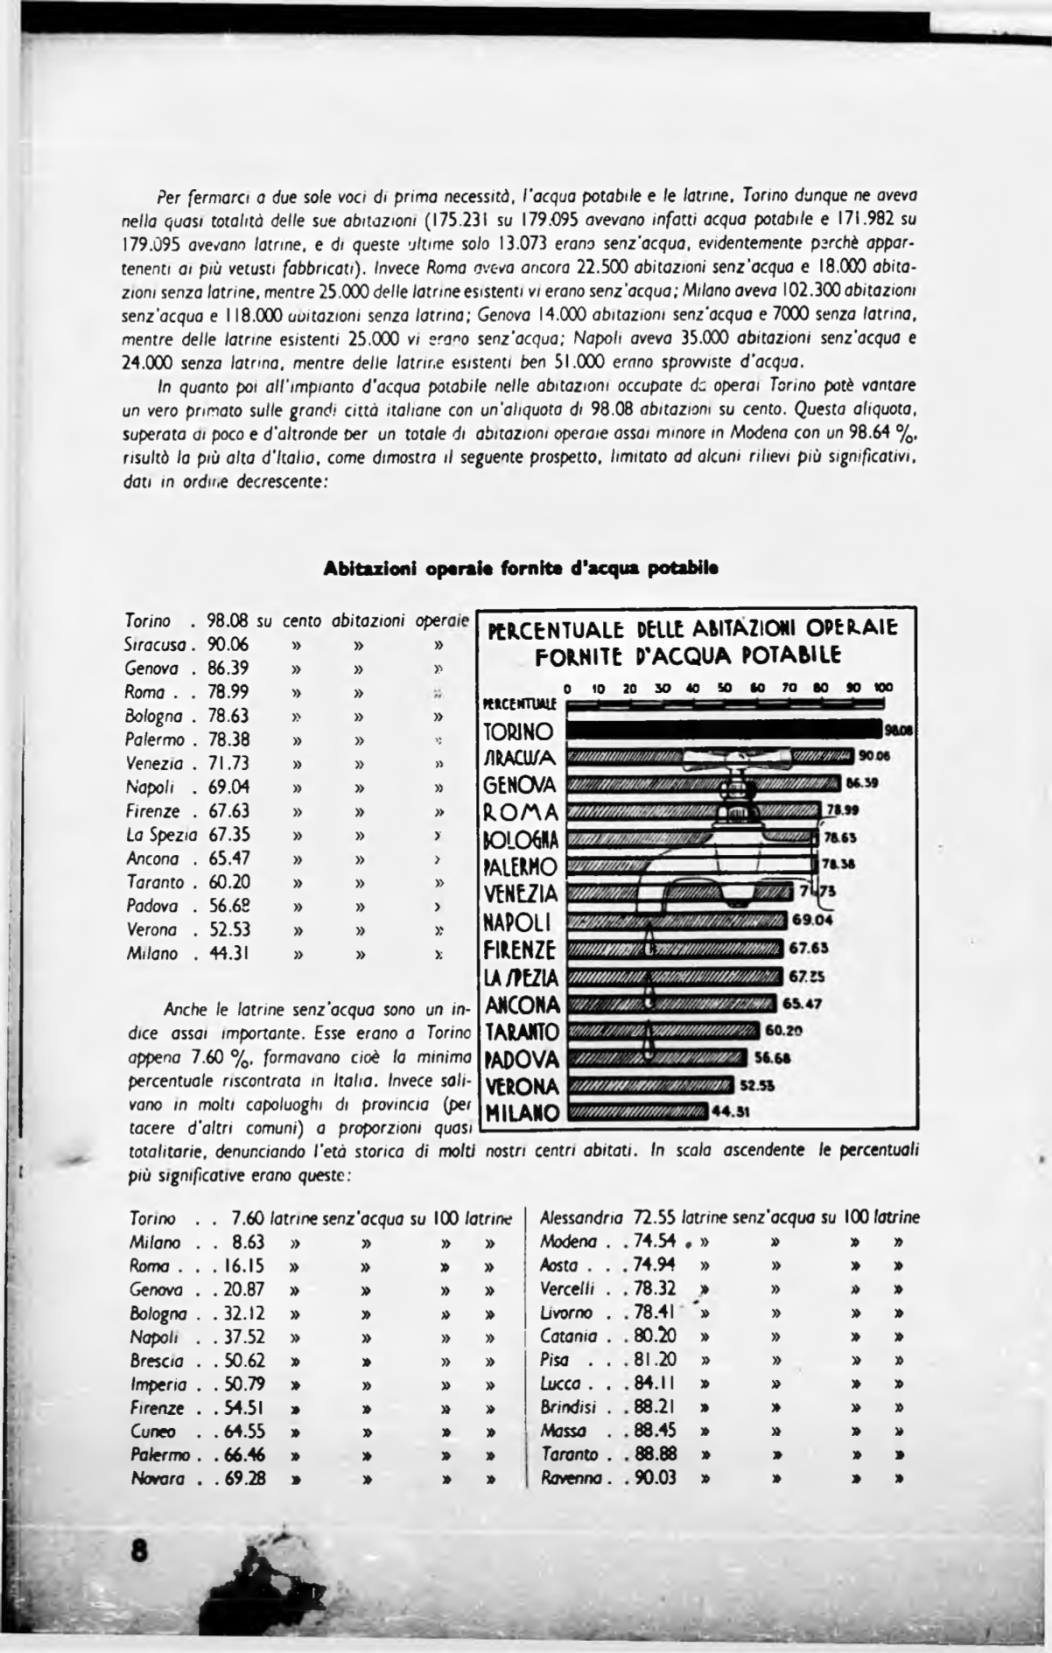 Per fermarci a due sole voci di prima necessità, l'acqua potabile e le latrine, Torino dunque ne aveva
nella quasi totalità delle sue abitazioni (175.231 su 179.095 avevano infatti acqua potabile e 171.982 su
179.095 avevano latrine, e di queste ultime solo 13.073 erano senz'acqua, evidentemente perchè appar-
tenenti ai più vetusti fabbricati). Invece Roma aveva ancora 22.500 abitazioni senz'acqua e 18.000 abita-
zioni senza latrine, mentre 25.000 delle latrine esistenti vi erano senz'acqua; Milano aveva 102.300 abitazioni
senz'acqua e 118.000 abitazioni senza latrina; Genova 14.000 abitazioni senz'acqua e 7000 senza latrina,
mentre delle latrine esistenti 25.000 vi erano senz'acqua; Napoli aveva 35.000 abitazioni senz'acqua e
24.000 senza latrina, mentre delle latrine esistenti ben 51.000 erano sprovviste d'acqua.
In quanto poi all'impianto d'acqua potabile nelle abitazioni occupate da operai Torino potè vantare
un vero primato sulle grandi città italiane con un'aliquota di 98.08 abitazioni su cento. Questa aliquota,
superata di poco e d'altronde per un totale di abitazioni operaie assai minore in Modena con un 98.64 %,
risultò la più alta d'Italia, come dimostra il seguente prospetto, limitato ad alcuni rilievi più significativi,
dati in ordine decrescente:
Abitazioni operaie fornite d'acqua potabile
Torino . 98.08 su cento abitazioni operaie
Siracusa . 90.06 » » »
Genova . 86.39 » » »
Roma . . 78.99 » » »
Bologna . 78.63 » » »
Palermo . 78.38 » » »
Venezia . 71.73 » » »
Napoli . 69.04 » » »
Firenze . 67.63 » » »
La Spezia 67.35 » » »
Ancona . 65.47 » » »
Taranto . 60.20 » » »
Padova . 56.68 » » »
Verona . 52.53 » » »
Milano . 44.31 » » »
PERCENTUALE DELLE ABITAZIONI OPERAIE
FORNITE D'ACQUA POTABILE
0 10 20 30 40 50 60 70 80 90 100
PERCENTUALE
TORINO 98.08
SIRACUSA 90.06
GENOVA 86.39
ROMA 78.99
BOLOGNA 78.63
PALERMO 78.38
VENEZIA 71.73
NAPOLI 69.04
FIRENZE 67.63
LA SPEZIA 67.35
ANCONA 65.47
TARANTO 60.20
PADOVA 56.68
VERONA 52.53
MILANO 44.31
Anche le latrine senz'acqua sono un in-
dice assai importante. Esse erano a Torino
appena 7.60 %, formavano cioè la minima
percentuale riscontrata in Italia. Invece sali-
vano in molti capoluoghi di provincia (per
tacere d'altri comuni) a proporzioni quasi
totalitarie, denunciando l'età storica di molti nostri centri abitati. In scala ascendente le percentuali
più significative erano queste:
Torino . . 7.60 latrine senz'acqua su 100 latrine
Milano . . 8.63 » » » »
Roma . . . 16.15 » » » »
Genova . . 20.87 » » » »
Bologna . . 32.12 » » » »
Napoli . . 37.52 » » » »
Brescia . . 50.62 » » » »
Imperia . . 50.79 » » » »
Firenze . . 54.51 » » » »
Cuneo . . 64.55 » » » »
Palermo . . 66.46 » » » »
Novara . . 69.28 » » » »
Alessandria 72.55 latrine senz'acqua su 100 latrine
Modena . . 74.54 » » » »
Aosta . . . 74.94 » » » »
Vercelli . . 78.32 » » » »
Livorno . . 78.41 » » » »
Catania . . 80.20 » » » »
Pisa . . . 81.20 » » » »
Lucca . . . 84.11 » » » »
Brindisi . . 88.21 » » » »
Massa . . 88.45 » » » »
Taranto . . 88.88 » » » »
Ravenna . . 90.03 » » » »
8